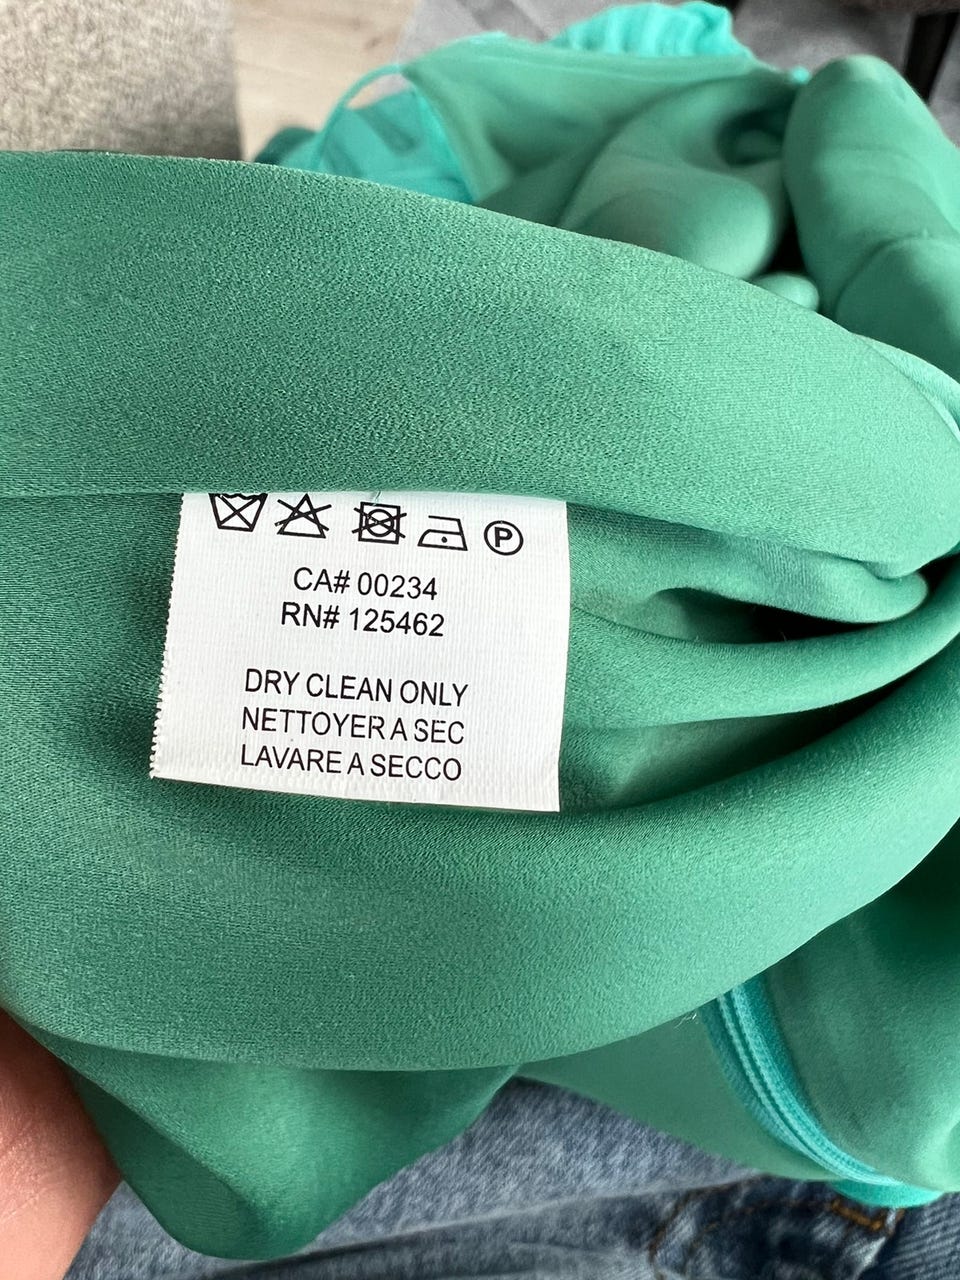 P
CA# 00234
RN# 125462
DRY CLEAN ONLY
NETTOYER A SEC
LAVARE A SECCO